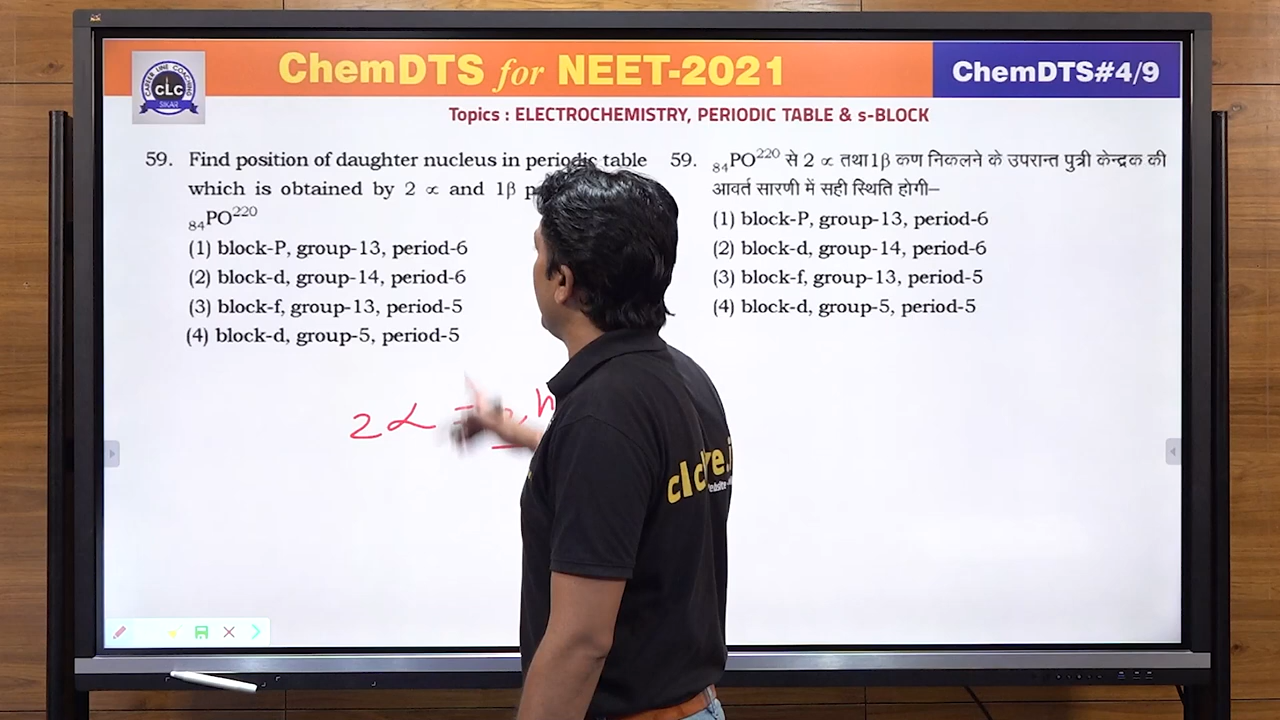 ChemDTS for NEET-2021
ChemDTS#4/9
CAREER LINE COACHING
cLc
SIKAR
Topics : ELECTROCHEMISTRY, PERIODIC TABLE & s-BLOCK
59. Find position of daughter nucleus in periodic table
which is obtained by 2 ∝ and 1β
₈₄PO²²⁰
(1) block-P, group-13, period-6
(2) block-d, group-14, period-6
(3) block-f, group-13, period-5
(4) block-d, group-5, period-5
59. ₈₄PO²²⁰ से 2 ∝ तथा 1β कण निकलने के उपरान्त पुत्री केन्द्रक की
आवर्त सारणी में सही स्थिति होगी–
(1) block-P, group-13, period-6
(2) block-d, group-14, period-6
(3) block-f, group-13, period-5
(4) block-d, group-5, period-5
2 ∝